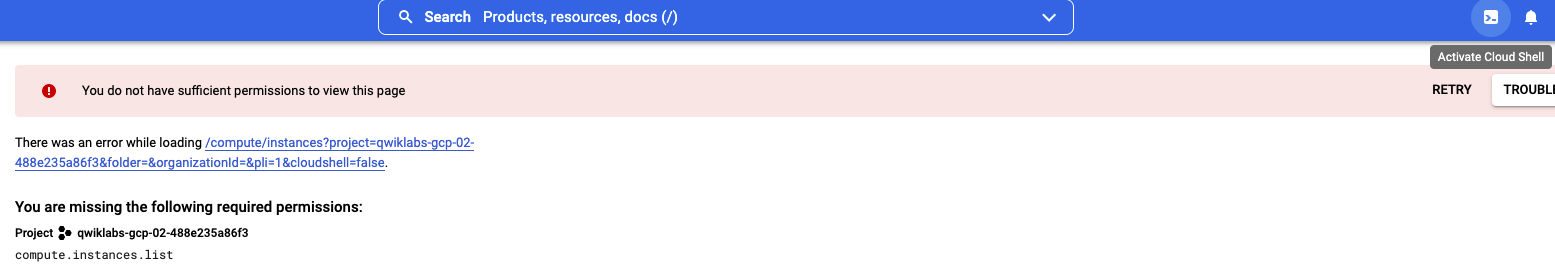 Search Products, resources, docs (/)
Activate Cloud Shell
You do not have sufficient permissions to view this page
RETRY
TROUBL
There was an error while loading /compute/instances?project=qwiklabs-gcp-02-
488e235a86f3&folder=&organizationId=&pli=1&cloudshell=false.
You are missing the following required permissions:
Project qwiklabs-gcp-02-488e235a86f3
compute.instances.list